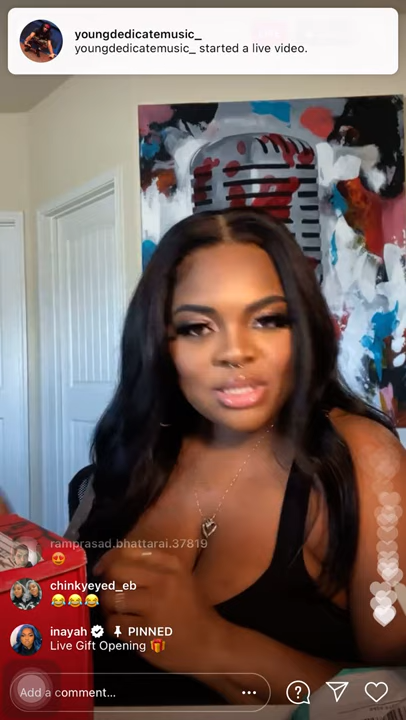 youngdedicatemusic_
youngdedicatemusic_ started a live video.
ramprasad.bhattarai.37819
😍
chinkyeyed_eb
😂😂😂
inayah PINNED
Live Gift Opening 🎁
Add a comment...